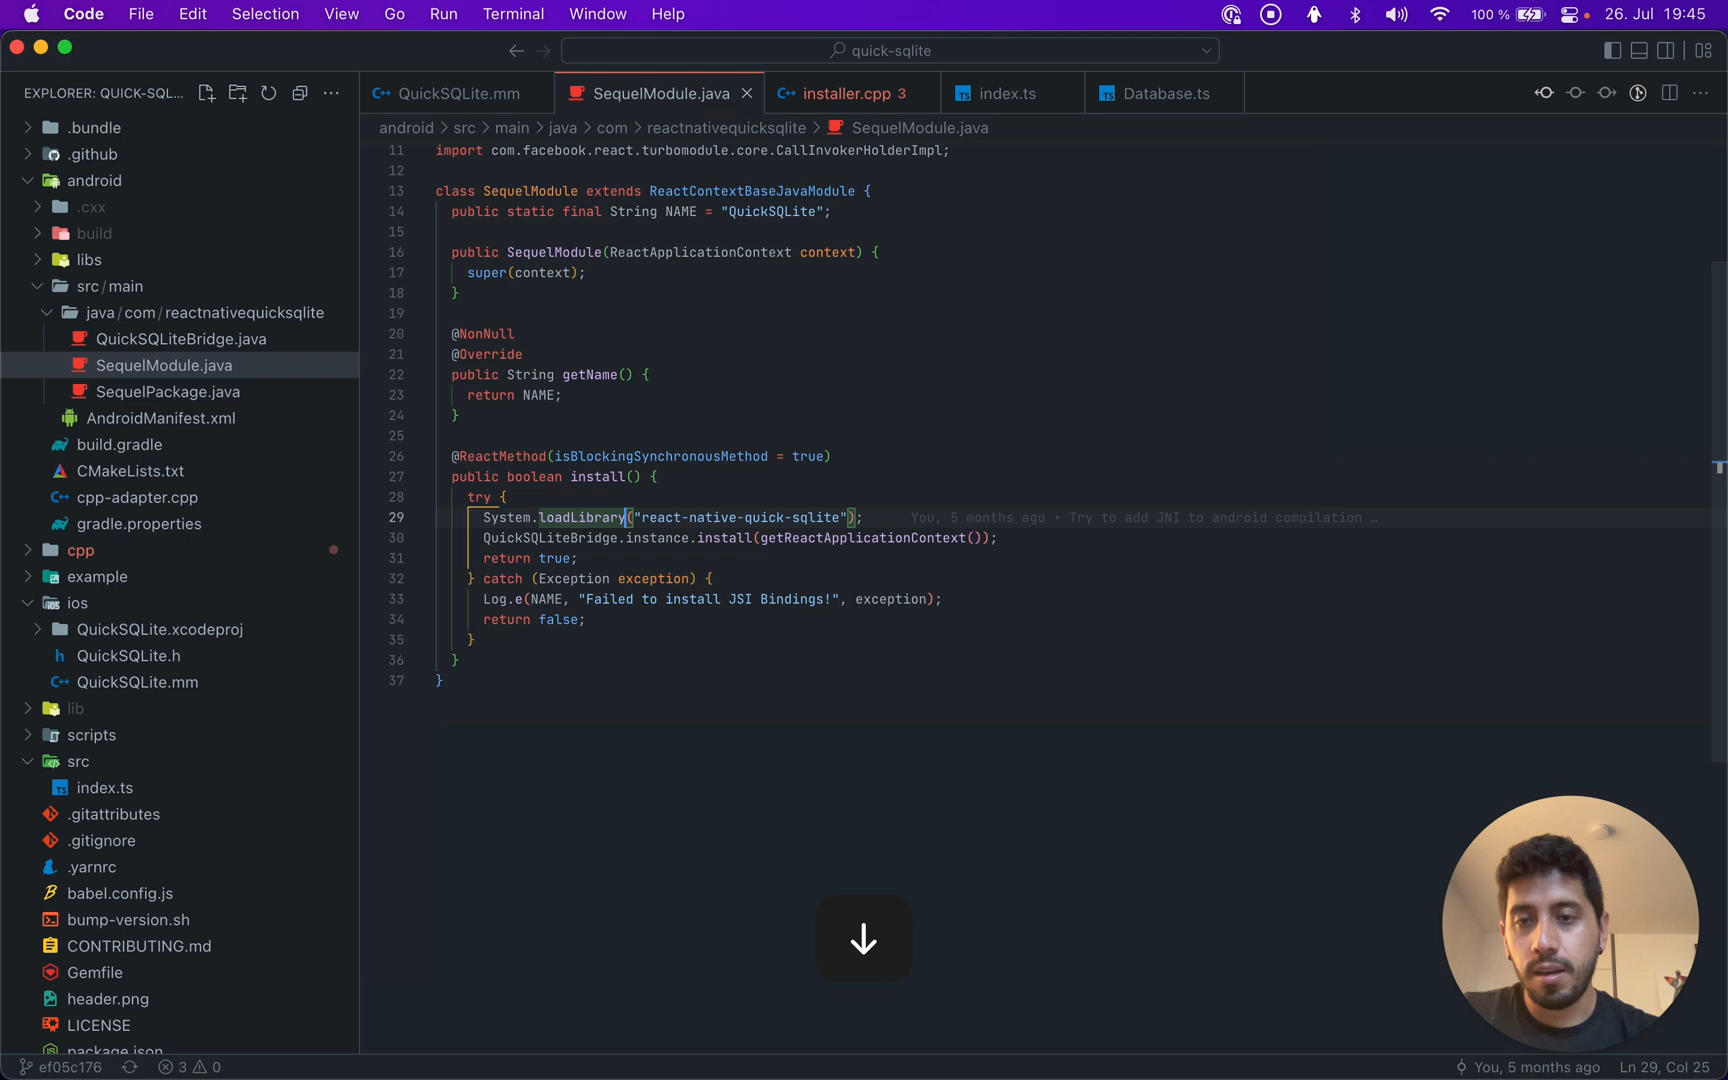 Code File Edit Selection View Go Run Terminal Window Help 100 % 26. Jul 19:45
quick-sqlite
EXPLORER: QUICK-SQL...
QuickSQLite.mm SequelModule.java installer.cpp 3 index.ts Database.ts
android > src > main > java > com > reactnativequicksqlite > SequelModule.java
.bundle
.github
android
.cxx
build
libs
src/main
java/com/reactnativequicksqlite
QuickSQLiteBridge.java
SequelModule.java
SequelPackage.java
AndroidManifest.xml
build.gradle
CMakeLists.txt
cpp-adapter.cpp
gradle.properties
cpp
example
ios
QuickSQLite.xcodeproj
QuickSQLite.h
QuickSQLite.mm
lib
scripts
src
index.ts
.gitattributes
.gitignore
.yarnrc
babel.config.js
bump-version.sh
CONTRIBUTING.md
Gemfile
header.png
LICENSE
package.json
11 import com.facebook.react.turbomodule.core.CallInvokerHolderImpl;
12
13 class SequelModule extends ReactContextBaseJavaModule {
14 public static final String NAME = "QuickSQLite";
15
16 public SequelModule(ReactApplicationContext context) {
17 super(context);
18 }
19
20 @NonNull
21 @Override
22 public String getName() {
23 return NAME;
24 }
25
26 @ReactMethod(isBlockingSynchronousMethod = true)
27 public boolean install() {
28 try {
29 System.loadLibrary("react-native-quick-sqlite"); You, 5 months ago • Try to add JNI to android compilation …
30 QuickSQLiteBridge.instance.install(getReactApplicationContext());
31 return true;
32 } catch (Exception exception) {
33 Log.e(NAME, "Failed to install JSI Bindings!", exception);
34 return false;
35 }
36 }
37 }
ef05c176 3 0 You, 5 months ago Ln 29, Col 25